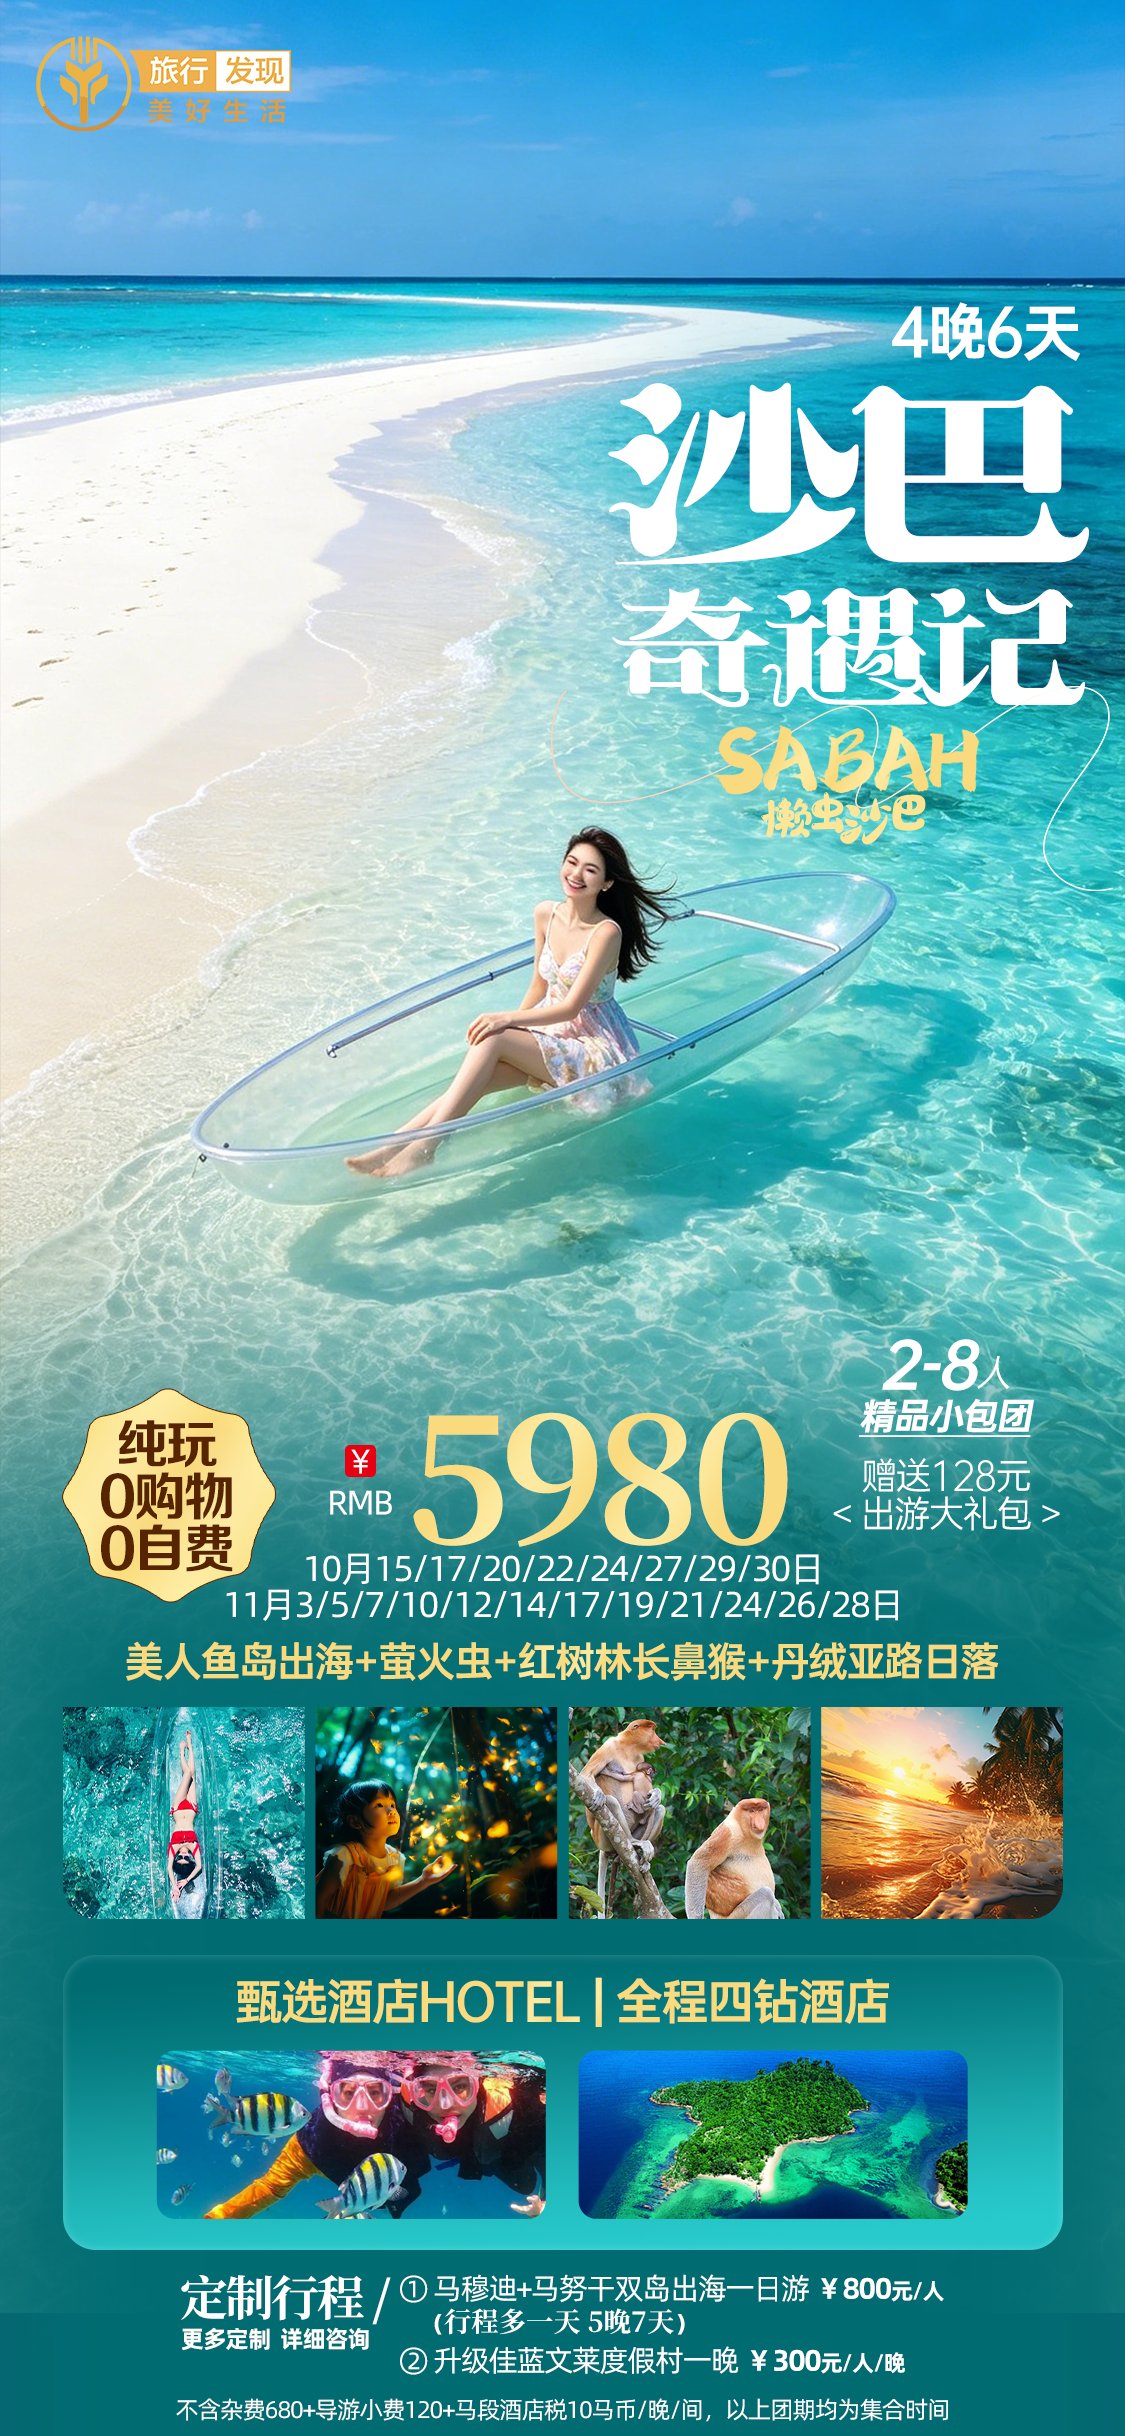 旅行发现
美好生活
4晚6天
沙巴
奇遇记
SABAH
懒虫沙巴
2-8人
精品小包团
赠送128元
< 出游大礼包 >
纯玩
0购物
0自费
¥
RMB
5980
10月15/17/20/22/24/27/29/30日
11月3/5/7/10/12/14/17/19/21/24/26/28日
美人鱼岛出海+萤火虫+红树林长鼻猴+丹绒亚路日落
甄选酒店HOTEL | 全程四钻酒店
定制行程/
更多定制 详细咨询
① 马穆迪+马努干双岛出海一日游 ¥800元/人
(行程多一天 5晚7天)
② 升级佳蓝文莱度假村一晚 ¥300元/人/晚
不含杂费680+导游小费120+马段酒店税10马币/晚/间，以上团期均为集合时间